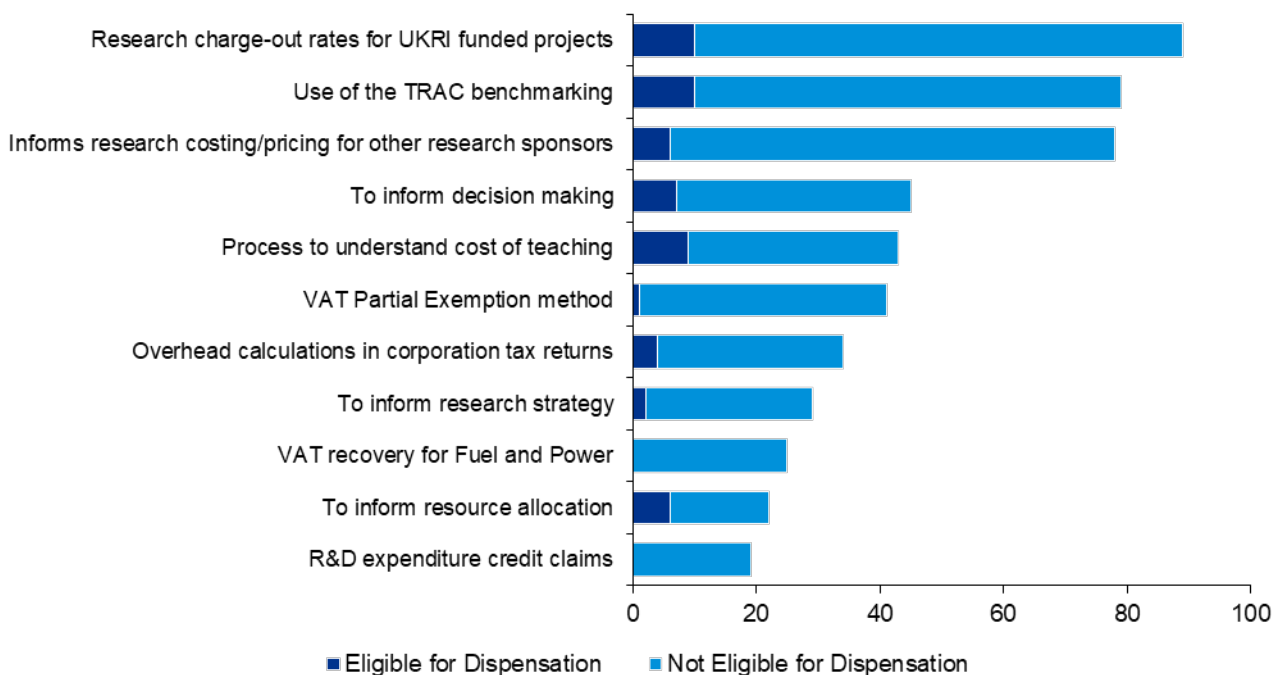 Research charge-out rates for UKRI funded projects
Use of the TRAC benchmarking
Informs research costing/pricing for other research sponsors
To inform decision making
Process to understand cost of teaching
VAT Partial Exemption method
Overhead calculations in corporation tax returns
To inform research strategy
VAT recovery for Fuel and Power
To inform resource allocation
R&D expenditure credit claims
0 20 40 60 80 100
Eligible for Dispensation Not Eligible for Dispensation